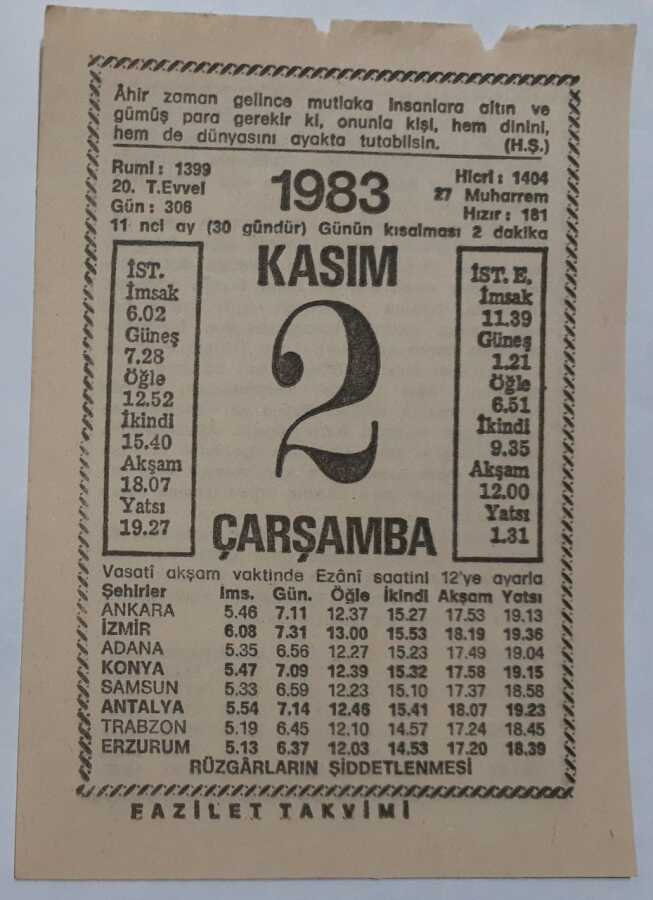 Âhir zaman gelince mutlaka insanlara altın ve
gümüş para gerekir ki, onunla kişi, hem dinini,
hem de dünyasını ayakta tutabilsin. (H.Ş.)
Rumi: 1399
20. T.Evvel
Gün: 306
1983
Hicri: 1404
27 Muharrem
Hızır: 181
11 nci ay (30 gündür) Günün kısalması 2 dakika
KASIM
2
ÇARŞAMBA
İST.
İmsak
6.02
Güneş
7.28
Öğle
12.52
İkindi
15.40
Akşam
18.07
Yatsı
19.27
İST. E.
İmsak
11.39
Güneş
1.21
Öğle
6.51
İkindi
9.35
Akşam
12.00
Yatsı
1.31
Vasatî akşam vaktinde Ezânî saatini 12'ye ayarla
Şehirler İms. Gün. Öğle İkindi Akşam Yatsı
ANKARA 5.46 7.11 12.37 15.27 17.53 19.13
İZMİR 6.08 7.31 13.00 15.53 18.19 19.36
ADANA 5.35 6.56 12.27 15.23 17.49 19.04
KONYA 5.47 7.09 12.39 15.32 17.58 19.15
SAMSUN 5.33 6.59 12.23 15.10 17.37 18.58
ANTALYA 5.54 7.14 12.46 15.41 18.07 19.23
TRABZON 5.19 6.45 12.10 14.57 17.24 18.45
ERZURUM 5.13 6.37 12.03 14.53 17.20 18.39
RÜZGÂRLARIN ŞİDDETLENMESİ
FAZİLET TAKVİMİ